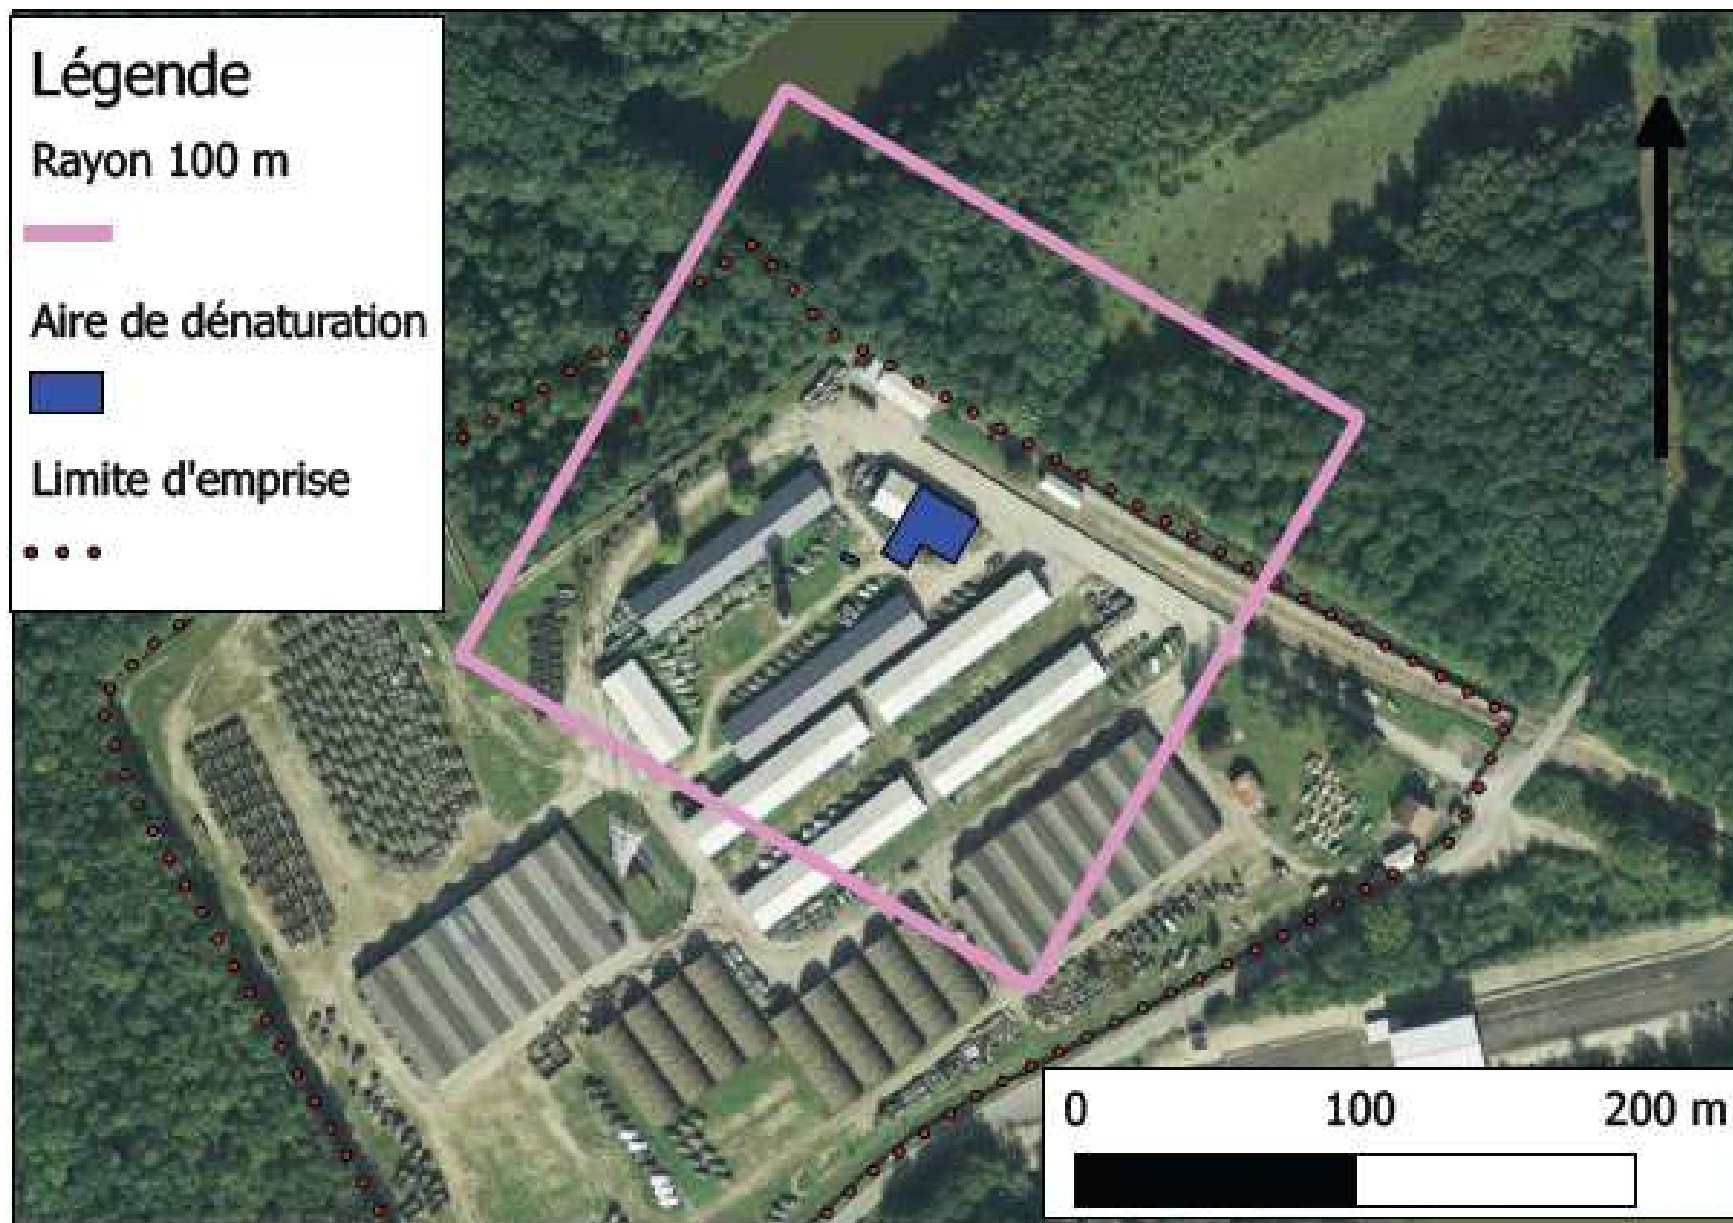 Légende
Rayon 100 m
Aire de dénaturation
Limite d'emprise
0 100 200 m